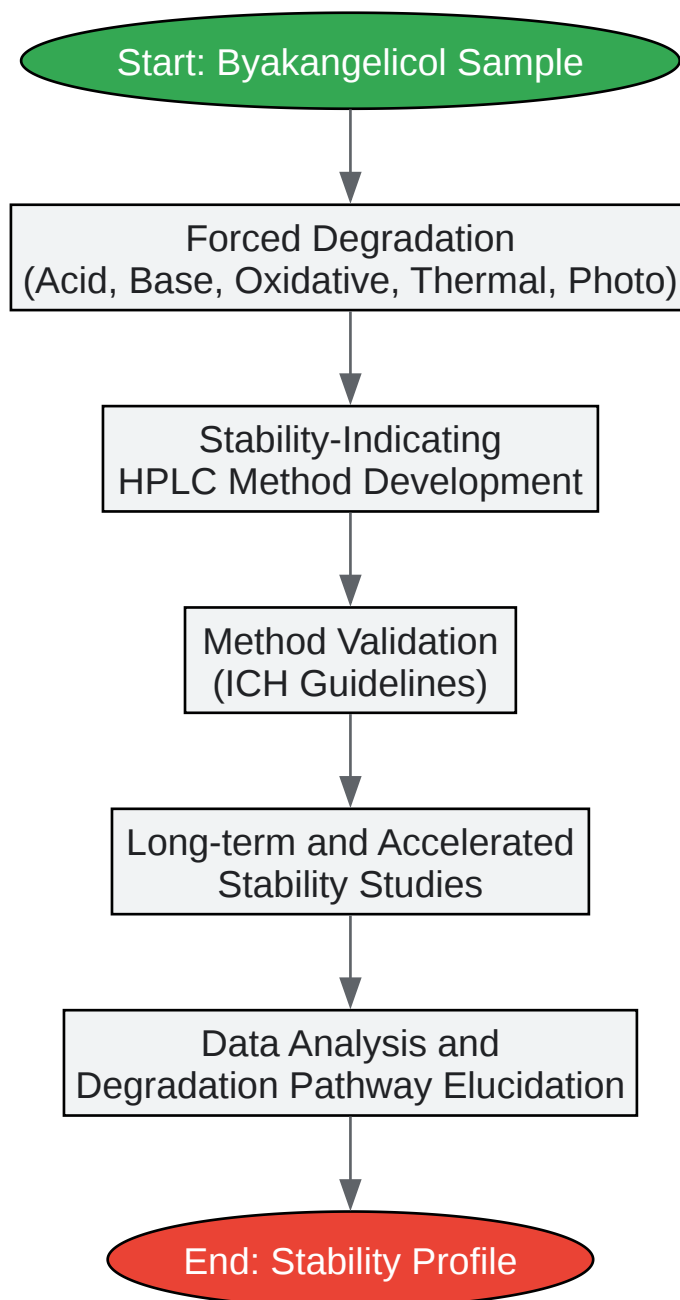 Start: Byakangelicol Sample
Forced Degradation
(Acid, Base, Oxidative, Thermal, Photo)
Stability-Indicating
HPLC Method Development
Method Validation
(ICH Guidelines)
Long-term and Accelerated
Stability Studies
Data Analysis and
Degradation Pathway Elucidation
End: Stability Profile